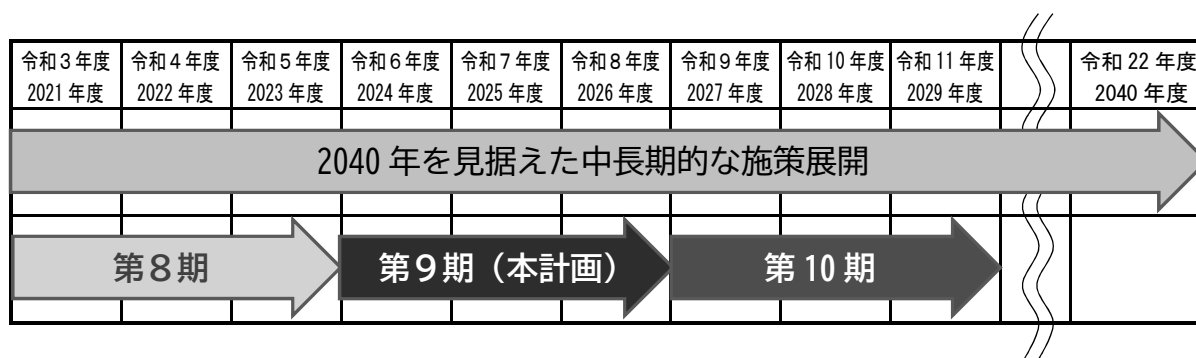 令和３年度 令和４年度 令和５年度 令和６年度 令和７年度 令和８年度 令和９年度 令和 10 年度 令和 11 年度 令和 22 年度
2021 年度 2022 年度 2023 年度 2024 年度 2025 年度 2026 年度 2027 年度 2028 年度 2029 年度 2040 年度
2040 年を見据えた中長期的な施策展開
第８期 第９期（本計画） 第 10 期